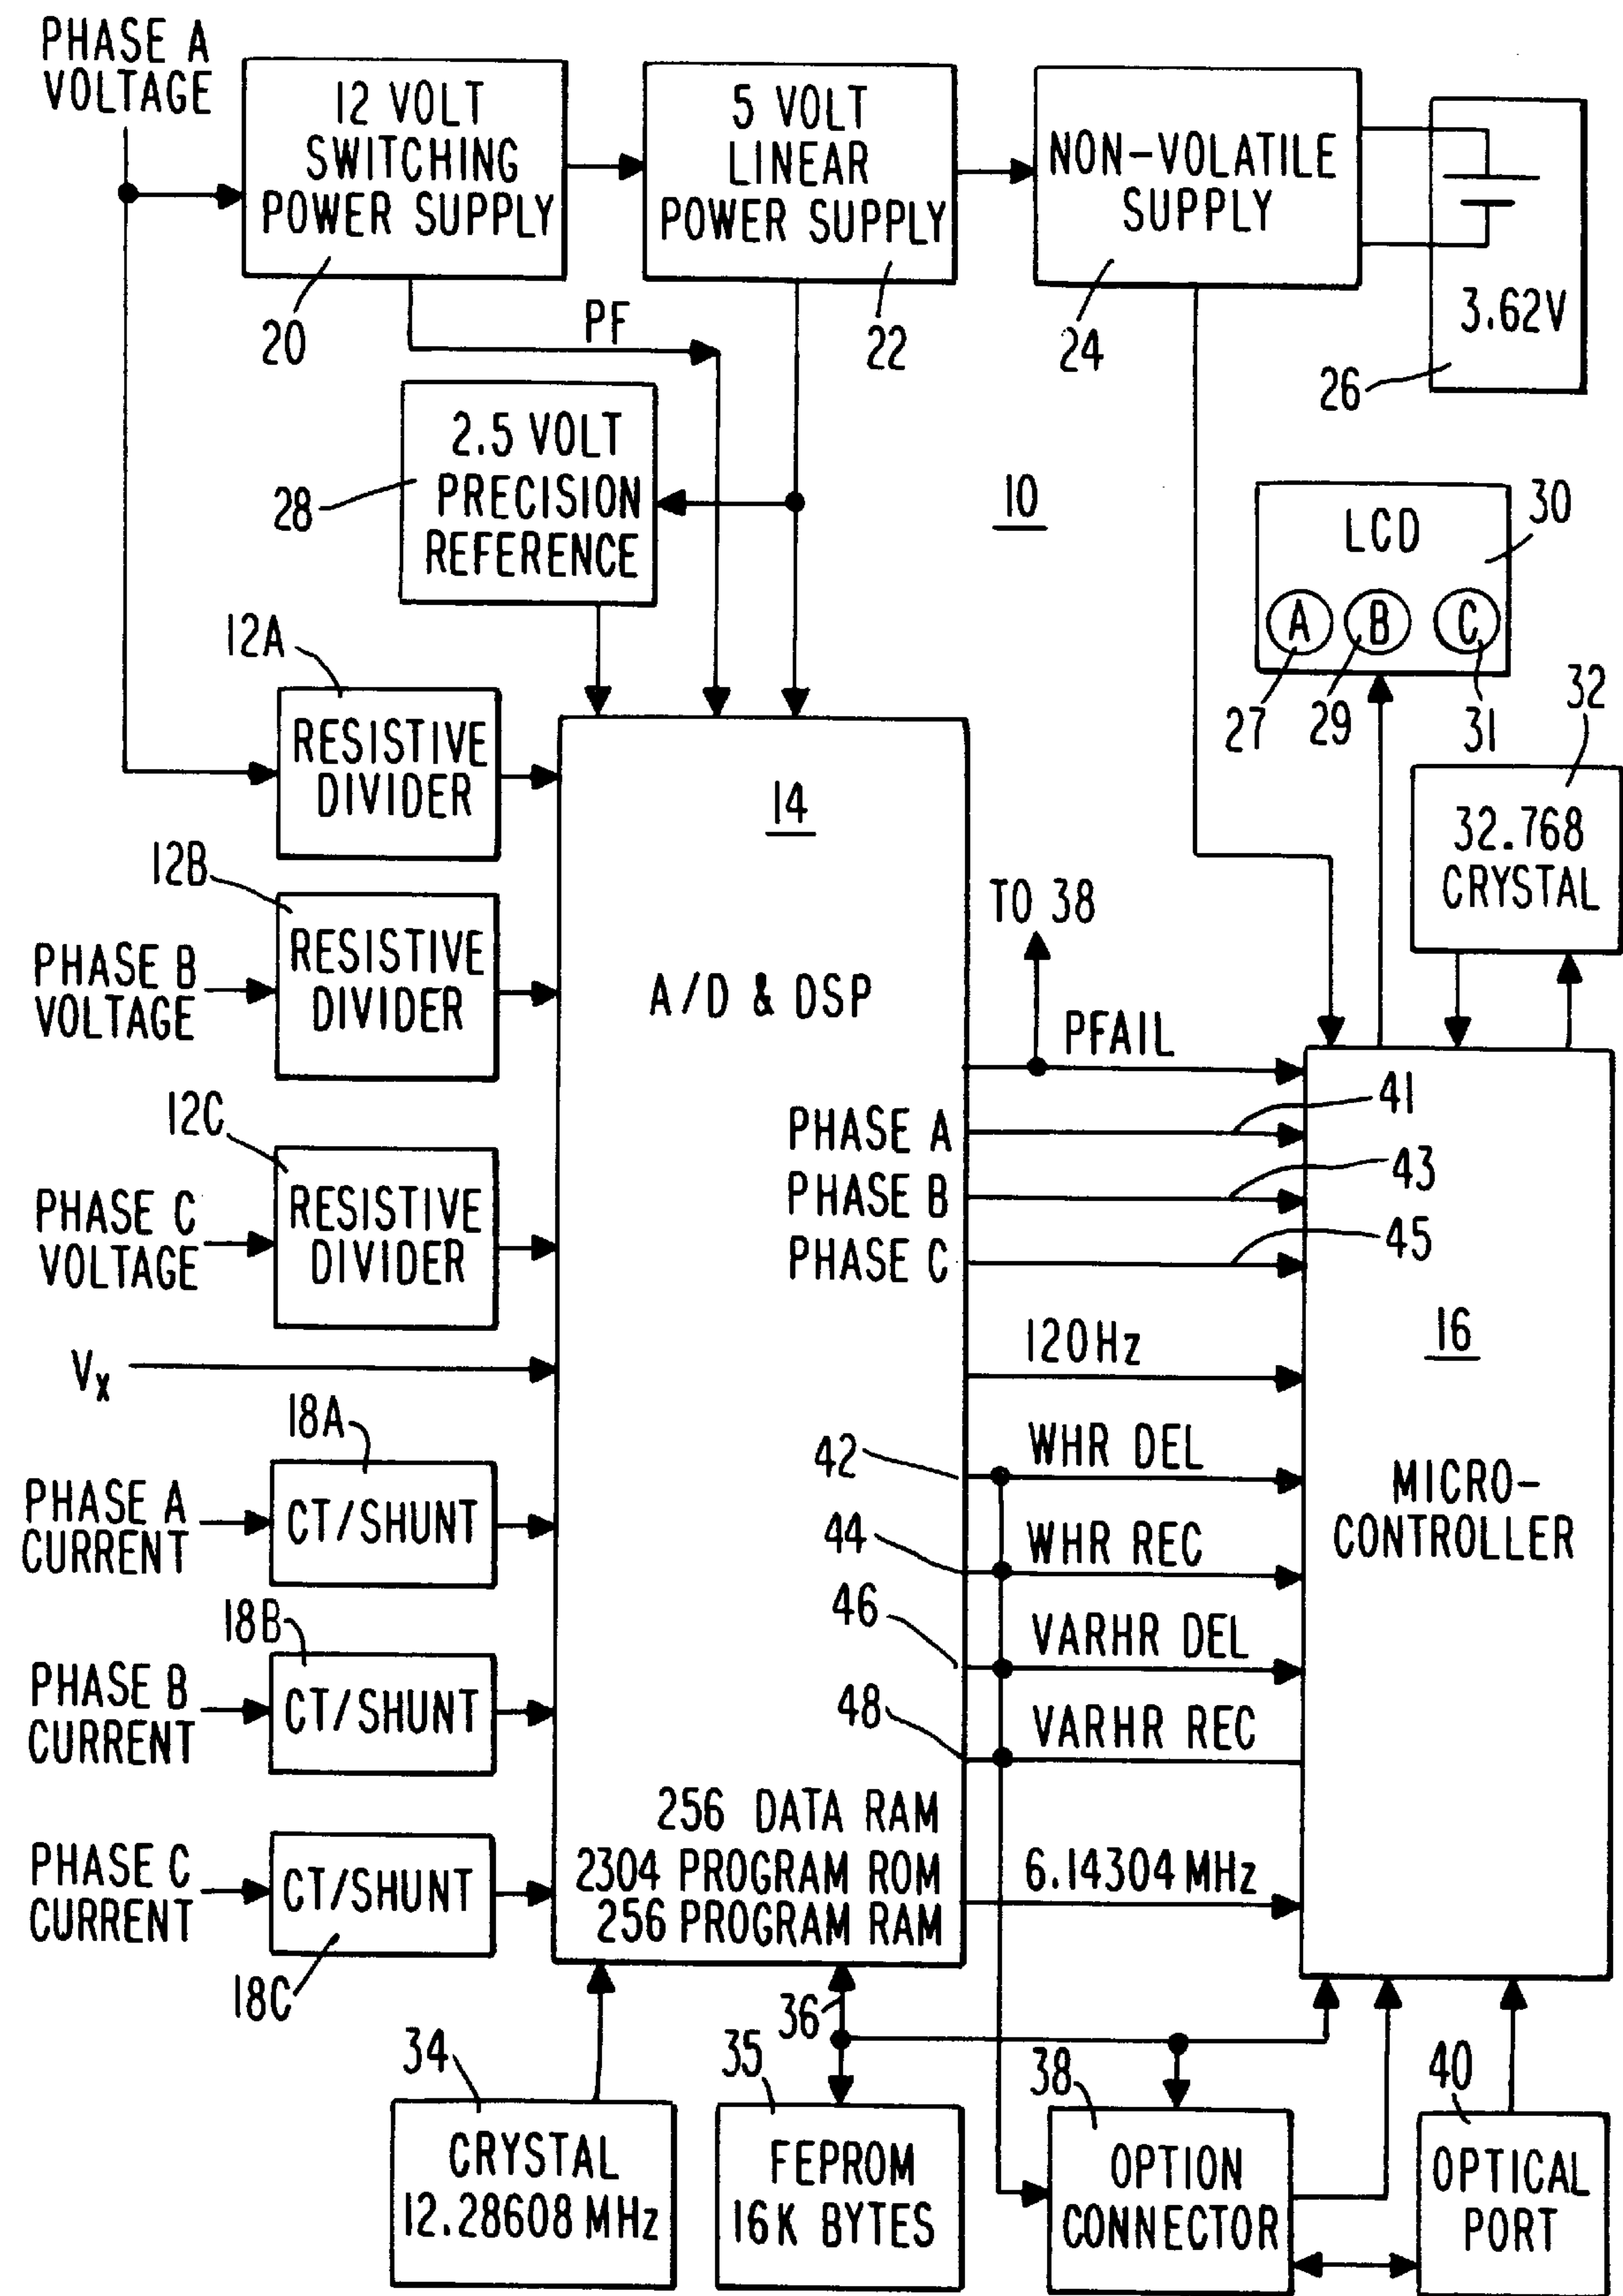 PHASE A
VOLTAGE
12 VOLT
SWITCHING
POWER SUPPLY
20
5 VOLT
LINEAR
POWER SUPPLY
22
NON-VOLATILE
SUPPLY
24
3.62V
26
PF
2.5 VOLT
PRECISION
REFERENCE
28
10
LCD
30
A
B
C
27
29
31
32
32.768
CRYSTAL
12A
RESISTIVE
DIVIDER
12B
PHASE B
VOLTAGE
RESISTIVE
DIVIDER
12C
PHASE C
VOLTAGE
RESISTIVE
DIVIDER
Vx
18A
PHASE A
CURRENT
CT/SHUNT
18B
PHASE B
CURRENT
CT/SHUNT
PHASE C
CURRENT
CT/SHUNT
18C
14
A/D & DSP
TO 38
PFAIL
PHASE A
41
PHASE B
43
PHASE C
45
120Hz
42
WHR DEL
44
WHR REC
46
VARHR DEL
48
VARHR REC
256 DATA RAM
2304 PROGRAM ROM
256 PROGRAM RAM
6.14304 MHz
16
MICRO-
CONTROLLER
34
CRYSTAL
12.28608 MHz
35
36
FEPROM
16K BYTES
38
OPTION
CONNECTOR
40
OPTICAL
PORT